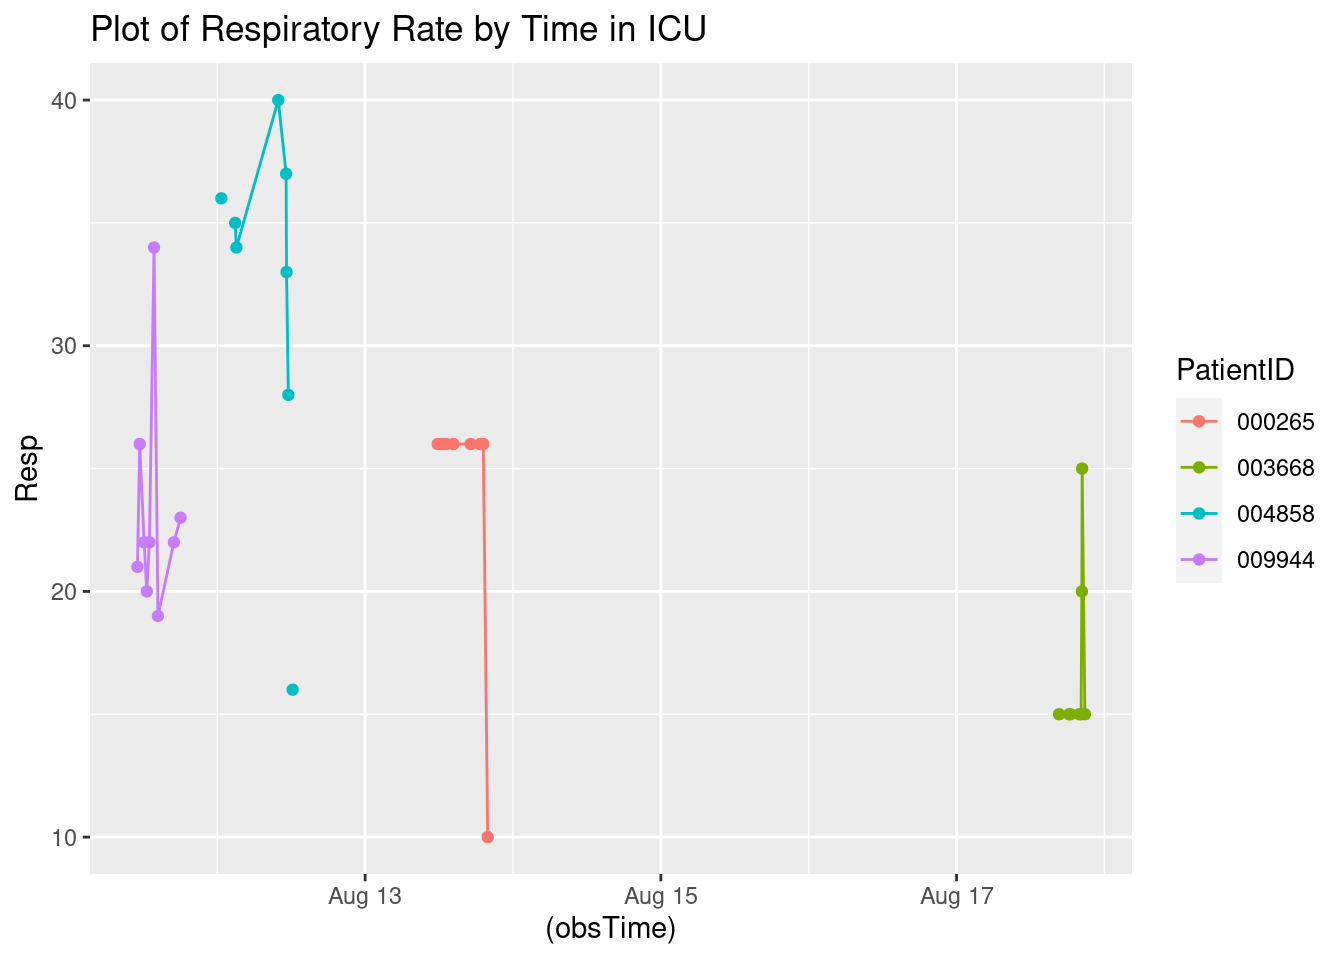 Plot of Respiratory Rate by Time in ICU
40
30
20
10
Resp
Aug 13
Aug 15
Aug 17
(obsTime)
PatientID
000265
003668
004858
009944